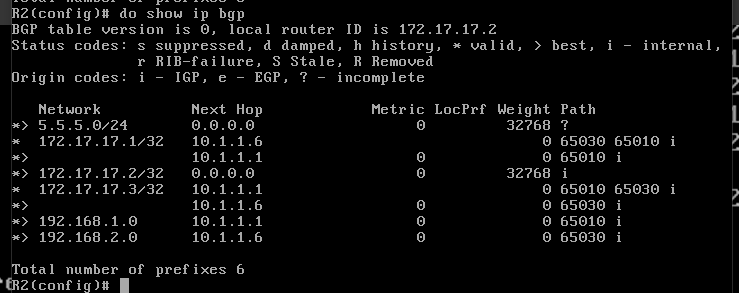 R2(config)# do show ip bgp
BGP table version is 0, local router ID is 172.17.17.2
Status codes: s suppressed, d damped, h history, * valid, > best, i - internal,
              r RIB-failure, S Stale, R Removed
Origin codes: i - IGP, e - EGP, ? - incomplete

   Network          Next Hop            Metric LocPrf Weight Path
*> 5.5.5.0/24       0.0.0.0                  0         32768 ?
*  172.17.17.1/32   10.1.1.6                               0 65030 65010 i
*>                  10.1.1.1                 0             0 65010 i
*> 172.17.17.2/32   0.0.0.0                  0         32768 i
*  172.17.17.3/32   10.1.1.1                               0 65010 65030 i
*>                  10.1.1.6                 0             0 65030 i
*> 192.168.1.0      10.1.1.1                 0             0 65010 i
*> 192.168.2.0      10.1.1.6                 0             0 65030 i

Total number of prefixes 6
R2(config)#